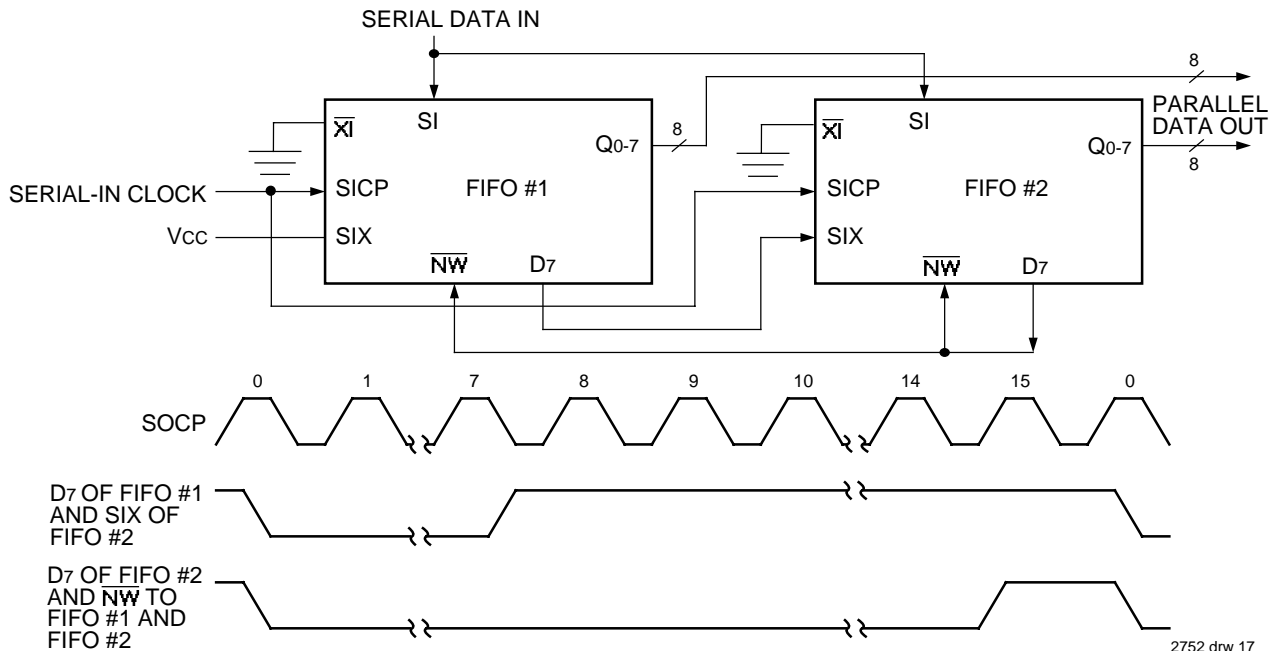 SERIAL DATA IN
8
XI
SI
Q0-7
8
XI
SI
Q0-7
PARALLEL
DATA OUT
8
SERIAL-IN CLOCK
SICP
FIFO #1
SICP
FIFO #2
VCC
SIX
SIX
NW
D7
NW
D7
0 1 7 8 9 10 14 15 0
SOCP
D7 OF FIFO #1
AND SIX OF
FIFO #2
D7 OF FIFO #2
AND NW TO
FIFO #1 AND
FIFO #2
2752 drw 17